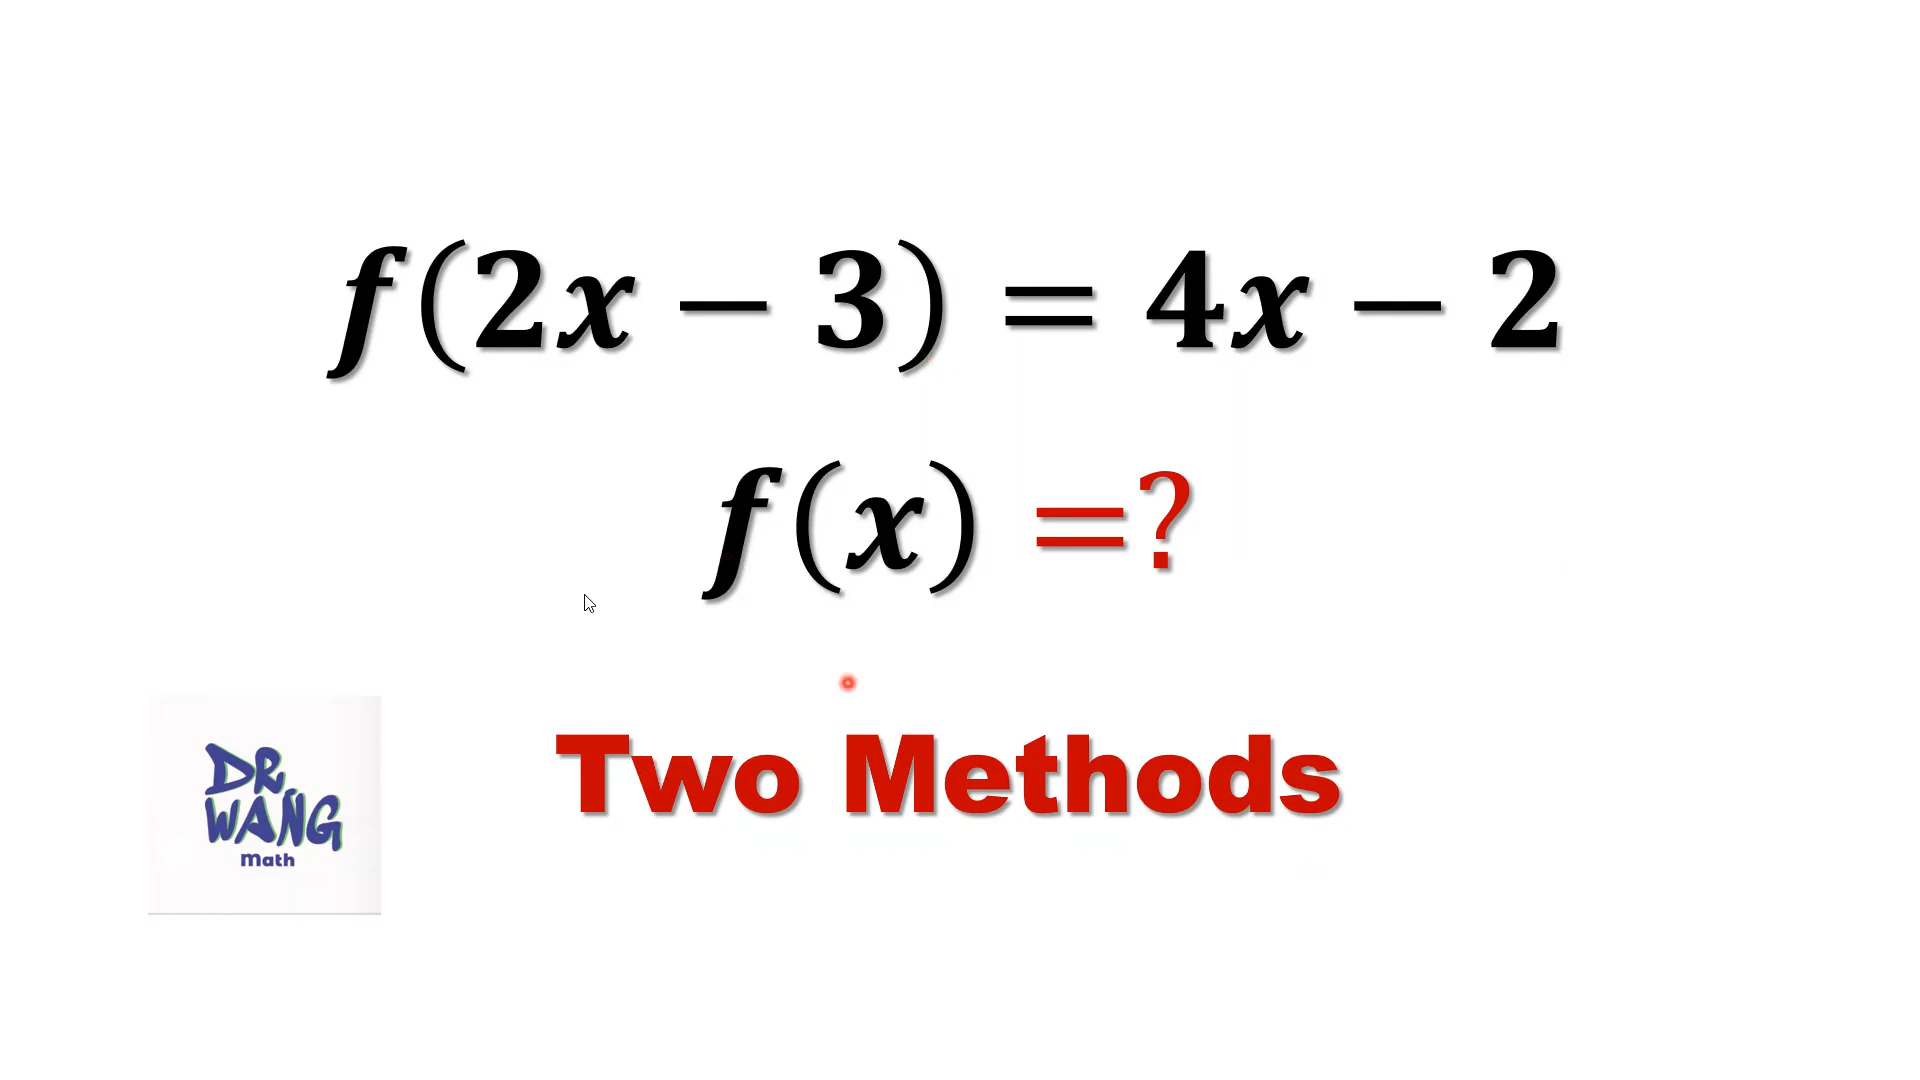 f(2x − 3) = 4x − 2
f(x) =?
Two Methods
DR
WANG
Math